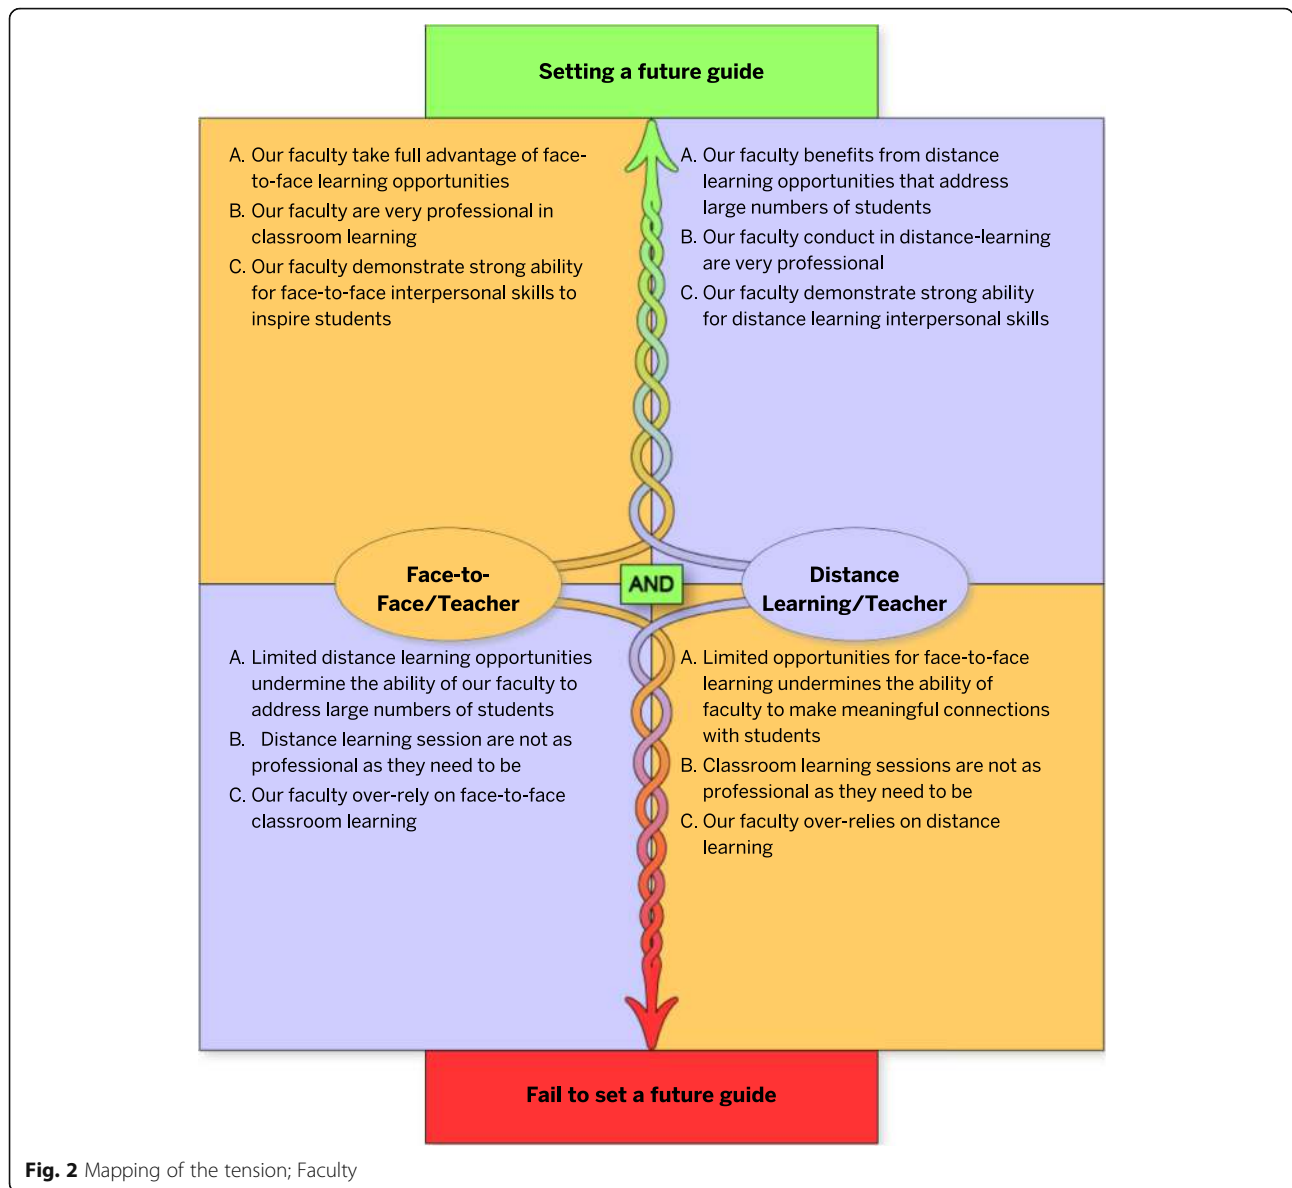 Setting a future guide
A. Our faculty take full advantage of face-
to-face learning opportunities
B. Our faculty are very professional in
classroom learning
C. Our faculty demonstrate strong ability
for face-to-face interpersonal skills to
inspire students
A. Our faculty benefits from distance
learning opportunities that address
large numbers of students
B. Our faculty conduct in distance-learning
are very professional
C. Our faculty demonstrate strong ability
for distance learning interpersonal skills
Face-to-
Face/Teacher
AND
Distance
Learning/Teacher
A. Limited distance learning opportunities
undermine the ability of our faculty to
address large numbers of students
B. Distance learning session are not as
professional as they need to be
C. Our faculty over-rely on face-to-face
classroom learning
A. Limited opportunities for face-to-face
learning undermines the ability of
faculty to make meaningful connections
with students
B. Classroom learning sessions are not as
professional as they need to be
C. Our faculty over-relies on distance
learning
Fail to set a future guide
Fig. 2 Mapping of the tension; Faculty